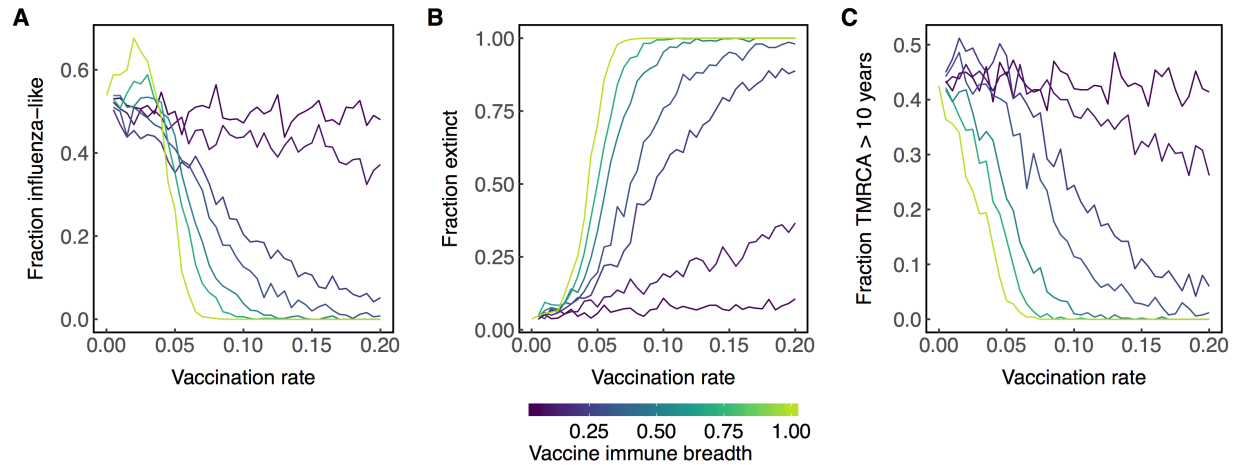 A
Fraction influenza–like
0.6
0.4
0.2
0.0
0.00 0.05 0.10 0.15 0.20
Vaccination rate
B
Fraction extinct
1.00
0.75
0.50
0.25
0.00
0.00 0.05 0.10 0.15 0.20
Vaccination rate
C
Fraction TMRCA > 10 years
0.5
0.4
0.3
0.2
0.1
0.0
0.00 0.05 0.10 0.15 0.20
Vaccination rate
0.25 0.50 0.75 1.00
Vaccine immune breadth